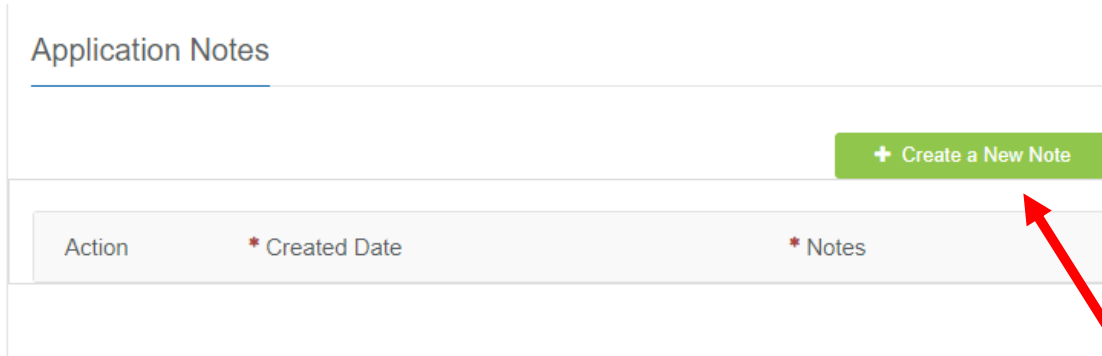 Application Notes
+ Create a New Note
Action * Created Date * Notes